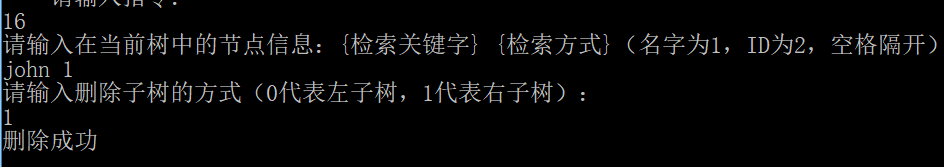 请输入指令：
16
请输入在当前树中的节点信息：{检索关键字} {检索方式}（名字为1，ID为2，空格隔开）
john 1
请输入删除子树的方式（0代表左子树，1代表右子树）：
1
删除成功